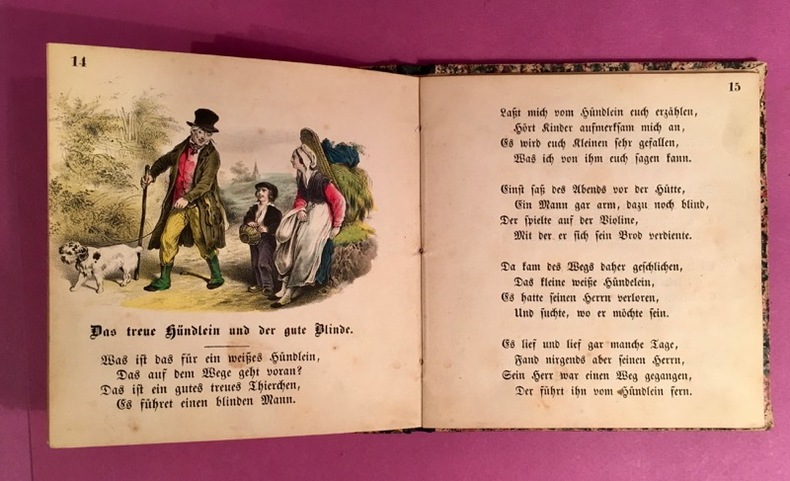 14
Das treue Hündlein und der gute Blinde.
Was ist das für ein weißes Hündlein,
Das auf dem Wege geht voran?
Das ist ein gutes treues Thierchen,
Es führet einen blinden Mann.
15
Laßt mich vom Hündlein euch erzählen,
Hört Kinder aufmerksam mich an,
Es wird euch Kleinen sehr gefallen,
Was ich von ihm euch sagen kann.
Einst saß des Abends vor der Hütte,
Ein Mann gar arm, dazu noch blind,
Der spielte auf der Violine,
Mit der er sich sein Brod verdiente.
Da kam des Wegs daher geschlichen,
Das kleine weiße Hündelein,
Es hatte seinen Herrn verloren,
Und suchte, wo er möchte sein.
Es lief und lief gar manche Tage,
Fand nirgends aber seinen Herrn,
Sein Herr war einen Weg gegangen,
Der führt ihn vom Hündlein fern.